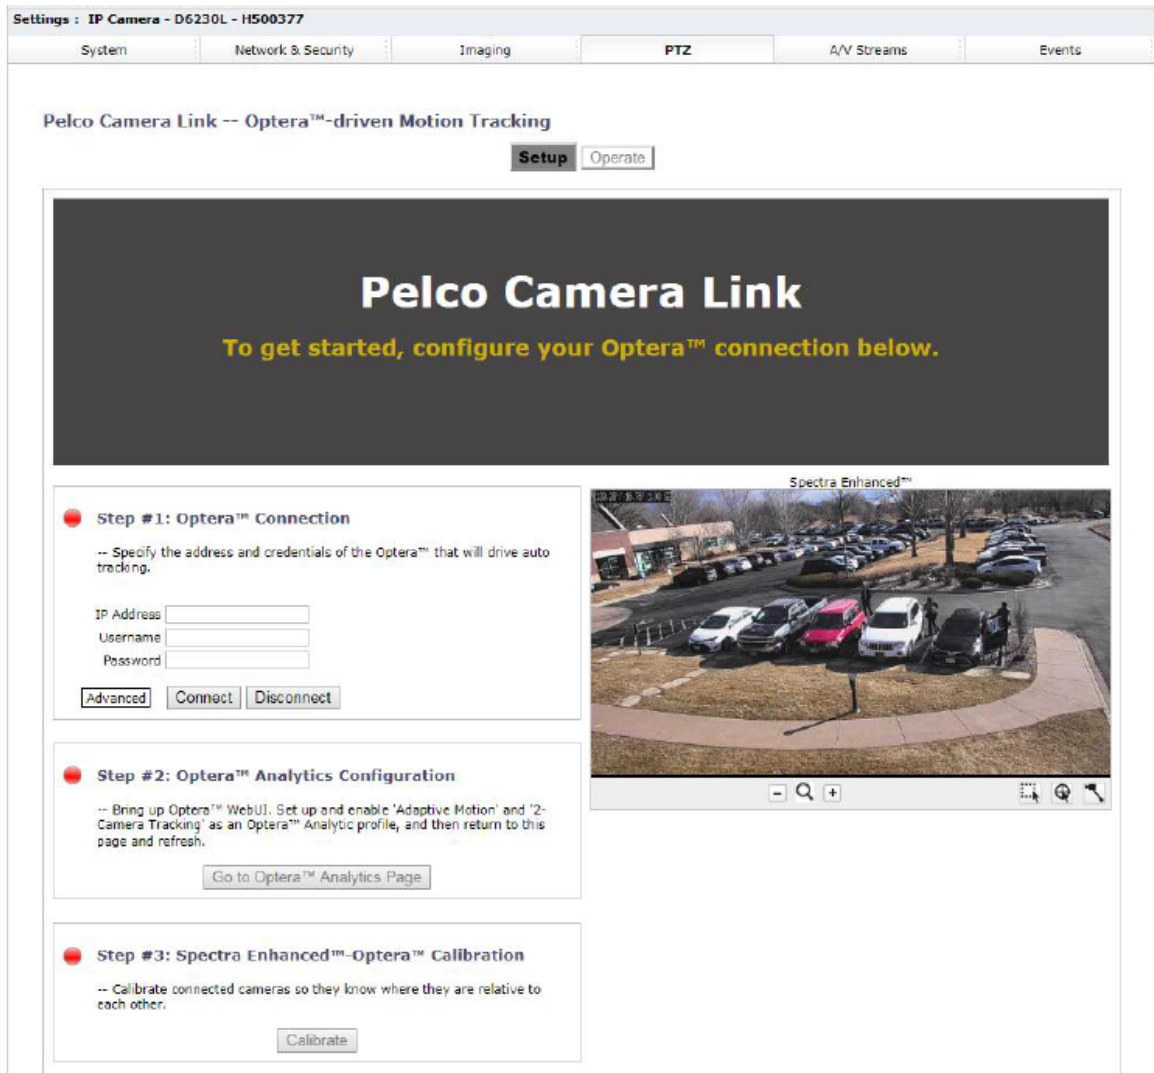 Settings : IP Camera - D6230L - H500377
System Network & Security Imaging PTZ A/V Streams Events
Pelco Camera Link -- Optera™-driven Motion Tracking
Setup Operate
Pelco Camera Link
To get started, configure your Optera™ connection below.
Step #1: Optera™ Connection
-- Specify the address and credentials of the Optera™ that will drive auto
tracking.
IP Address
Username
Password
Advanced Connect Disconnect
Spectra Enhanced™
Step #2: Optera™ Analytics Configuration
-- Bring up Optera™ WebUI. Set up and enable 'Adaptive Motion' and '2-
Camera Tracking' as an Optera™ Analytic profile, and then return to this
page and refresh.
Go to Optera™ Analytics Page
Step #3: Spectra Enhanced™-Optera™ Calibration
-- Calibrate connected cameras so they know where they are relative to
each other.
Calibrate